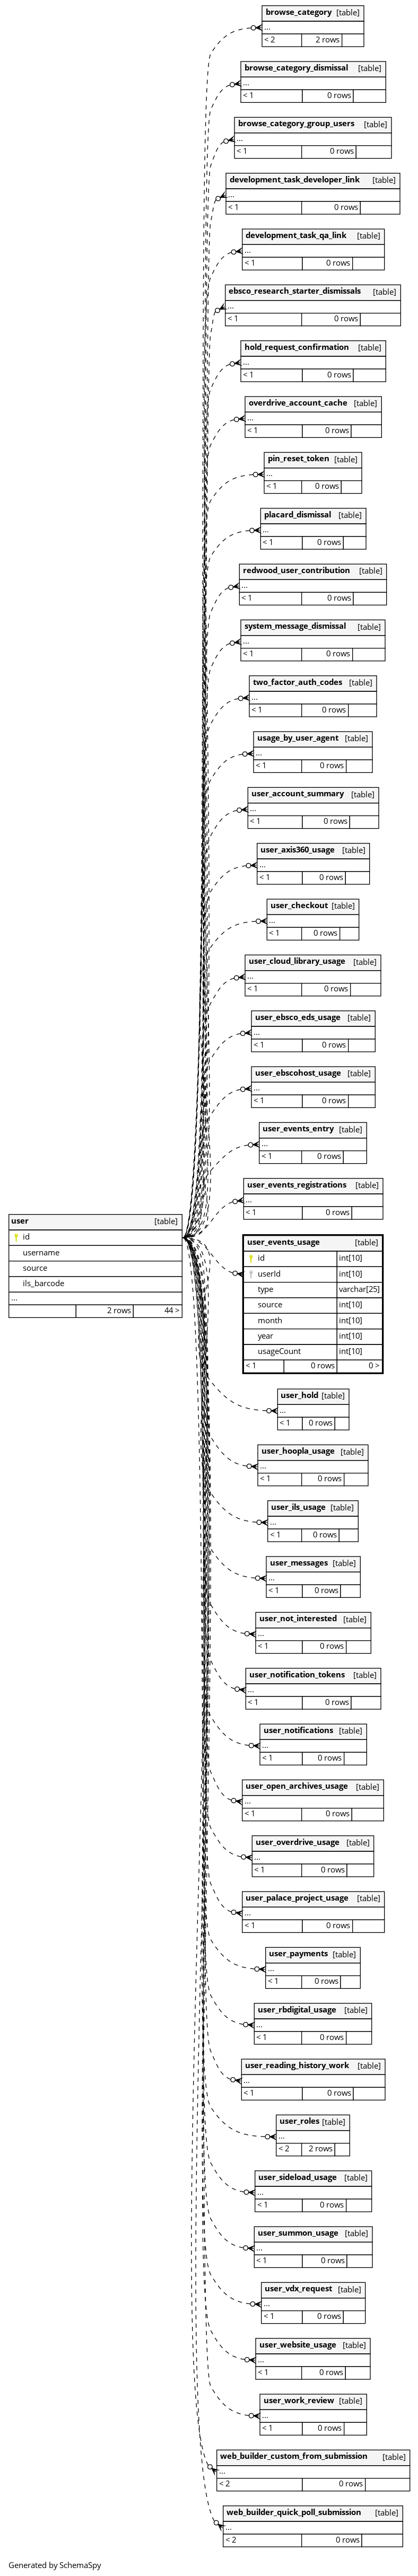 browse_category [table]
...
< 2 2 rows
browse_category_dismissal [table]
...
< 1 0 rows
browse_category_group_users [table]
...
< 1 0 rows
development_task_developer_link [table]
...
< 1 0 rows
development_task_qa_link [table]
...
< 1 0 rows
ebsco_research_starter_dismissals [table]
...
< 1 0 rows
hold_request_confirmation [table]
...
< 1 0 rows
overdrive_account_cache [table]
...
< 1 0 rows
pin_reset_token [table]
...
< 1 0 rows
placard_dismissal [table]
...
< 1 0 rows
redwood_user_contribution [table]
...
< 1 0 rows
system_message_dismissal [table]
...
< 1 0 rows
two_factor_auth_codes [table]
...
< 1 0 rows
usage_by_user_agent [table]
...
< 1 0 rows
user_account_summary [table]
...
< 1 0 rows
user_axis360_usage [table]
...
< 1 0 rows
user_checkout [table]
...
< 1 0 rows
user_cloud_library_usage [table]
...
< 1 0 rows
user_ebsco_eds_usage [table]
...
< 1 0 rows
user_ebscohost_usage [table]
...
< 1 0 rows
user_events_entry [table]
...
< 1 0 rows
user_events_registrations [table]
...
< 1 0 rows
user [table]
id
username
source
ils_barcode
...
2 rows 44 >
user_events_usage [table]
id int[10]
userId int[10]
type varchar[25]
source int[10]
month int[10]
year int[10]
usageCount int[10]
< 1 0 rows 0 >
user_hold [table]
...
< 1 0 rows
user_hoopla_usage [table]
...
< 1 0 rows
user_ils_usage [table]
...
< 1 0 rows
user_messages [table]
...
< 1 0 rows
user_not_interested [table]
...
< 1 0 rows
user_notification_tokens [table]
...
< 1 0 rows
user_notifications [table]
...
< 1 0 rows
user_open_archives_usage [table]
...
< 1 0 rows
user_overdrive_usage [table]
...
< 1 0 rows
user_palace_project_usage [table]
...
< 1 0 rows
user_payments [table]
...
< 1 0 rows
user_rbdigital_usage [table]
...
< 1 0 rows
user_reading_history_work [table]
...
< 1 0 rows
user_roles [table]
...
< 2 2 rows
user_sideload_usage [table]
...
< 1 0 rows
user_summon_usage [table]
...
< 1 0 rows
user_vdx_request [table]
...
< 1 0 rows
user_website_usage [table]
...
< 1 0 rows
user_work_review [table]
...
< 1 0 rows
web_builder_custom_from_submission [table]
...
< 2 0 rows
web_builder_quick_poll_submission [table]
...
< 2 0 rows
Generated by SchemaSpy